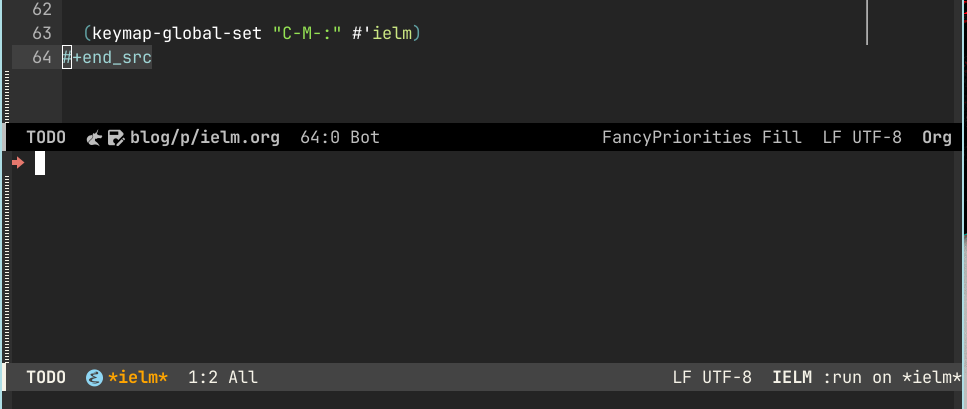 62
63 (keymap-global-set "C-M-:" #'ielm)
64 #+end_src
TODO blog/p/ielm.org 64:0 Bot FancyPriorities Fill LF UTF-8 Org
TODO *ielm* 1:2 All LF UTF-8 IELM :run on *ielm*